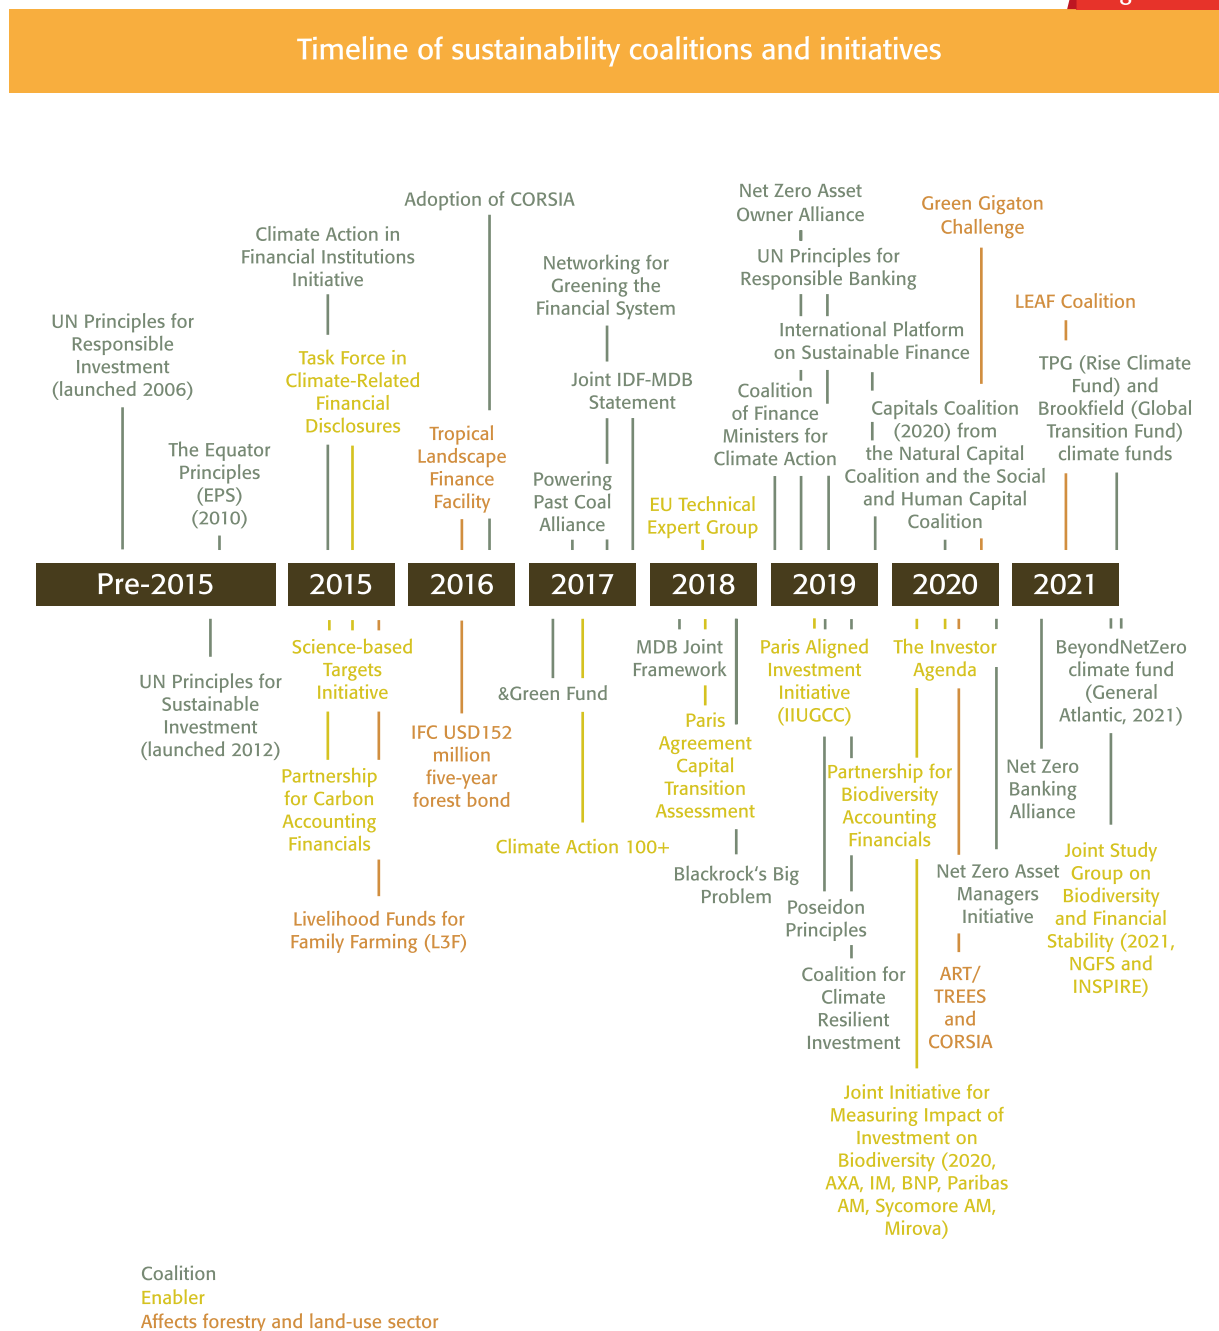 Timeline of sustainability coalitions and initiatives
Net Zero Asset
Owner Alliance
Adoption of CORSIA
Green Gigaton
Challenge
Climate Action in
Financial Institutions
Initiative
UN Principles for
Responsible Banking
Networking for
Greening the
Financial System
LEAF Coalition
UN Principles for
Responsible
Investment
(launched 2006)
International Platform
on Sustainable Finance
Task Force in
Climate-Related
Financial
Disclosures
TPG (Rise Climate
Fund) and
Brookfield (Global
Transition Fund)
climate funds
Joint IDF-MDB
Statement
Coalition
of Finance
Ministers for
Climate Action
Capitals Coalition
(2020) from
the Natural Capital
Coalition and the Social
and Human Capital
Coalition
Tropical
Landscape
Finance
Facility
The Equator
Principles
(EPS)
(2010)
Powering
Past Coal
Alliance
EU Technical
Expert Group
Pre-2015
2015
2016
2017
2018
2019
2020
2021
Science-based
Targets
Initiative
MDB Joint
Framework
Paris Aligned
Investment
Initiative
(IIUGCC)
The Investor
Agenda
BeyondNetZero
climate fund
(General
Atlantic, 2021)
UN Principles for
Sustainable
Investment
(launched 2012)
&Green Fund
Paris
Agreement
Capital
Transition
Assessment
IFC USD152
million
five-year
forest bond
Partnership for
Biodiversity
Accounting
Financials
Net Zero
Banking
Alliance
Partnership
for Carbon
Accounting
Financials
Climate Action 100+
Joint Study
Group on
Biodiversity
and Financial
Stability (2021,
NGFS and
INSPIRE)
Blackrock's Big
Problem
Net Zero Asset
Managers
Initiative
Poseidon
Principles
Livelihood Funds for
Family Farming (L3F)
Coalition for
Climate
Resilient
Investment
ART/
TREES
and
CORSIA
Joint Initiative for
Measuring Impact of
Investment on
Biodiversity (2020,
AXA, IM, BNP, Paribas
AM, Sycomore AM,
Mirova)
Coalition
Enabler
Affects forestry and land-use sector